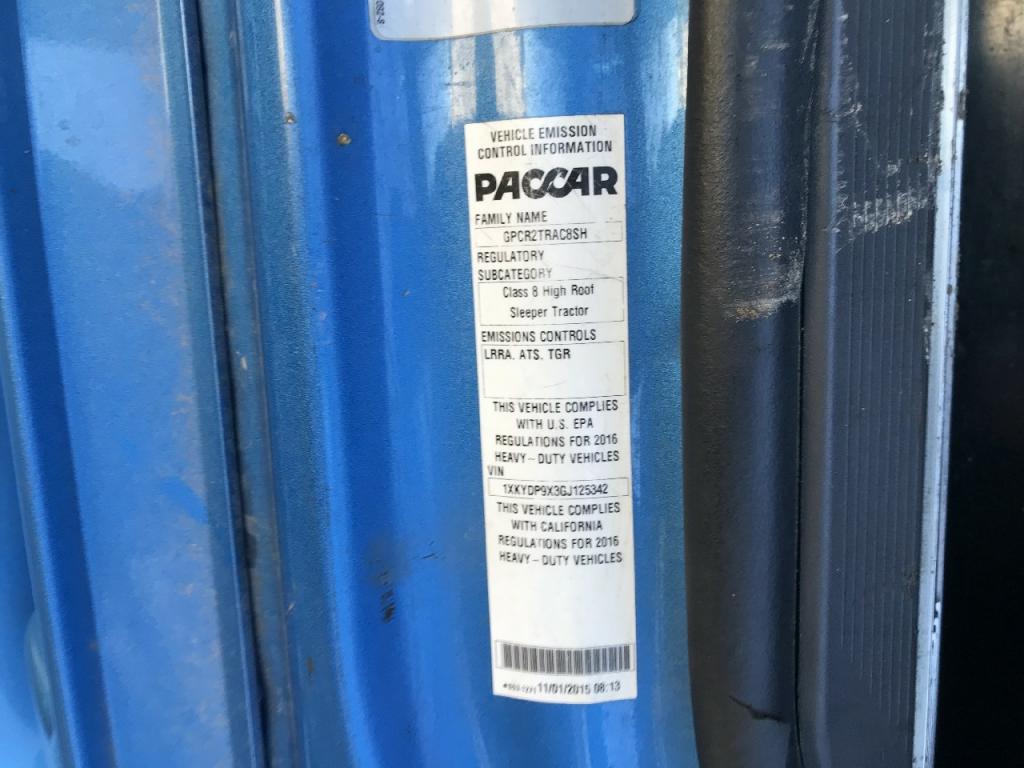 VEHICLE EMISSION
CONTROL INFORMATION
PACCAR
FAMILY NAME
GPCR2TRAC8SH
REGULATORY
SUBCATEGORY
Class 8 High Roof
Sleeper Tractor
EMISSIONS CONTROLS
LRRA. ATS. TGR
THIS VEHICLE COMPLIES
WITH U.S. EPA
REGULATIONS FOR 2016
HEAVY-DUTY VEHICLES
VIN
1XKYDP9X3GJ125342
THIS VEHICLE COMPLIES
WITH CALIFORNIA
REGULATIONS FOR 2016
HEAVY-DUTY VEHICLES
11/01/2015 08:13